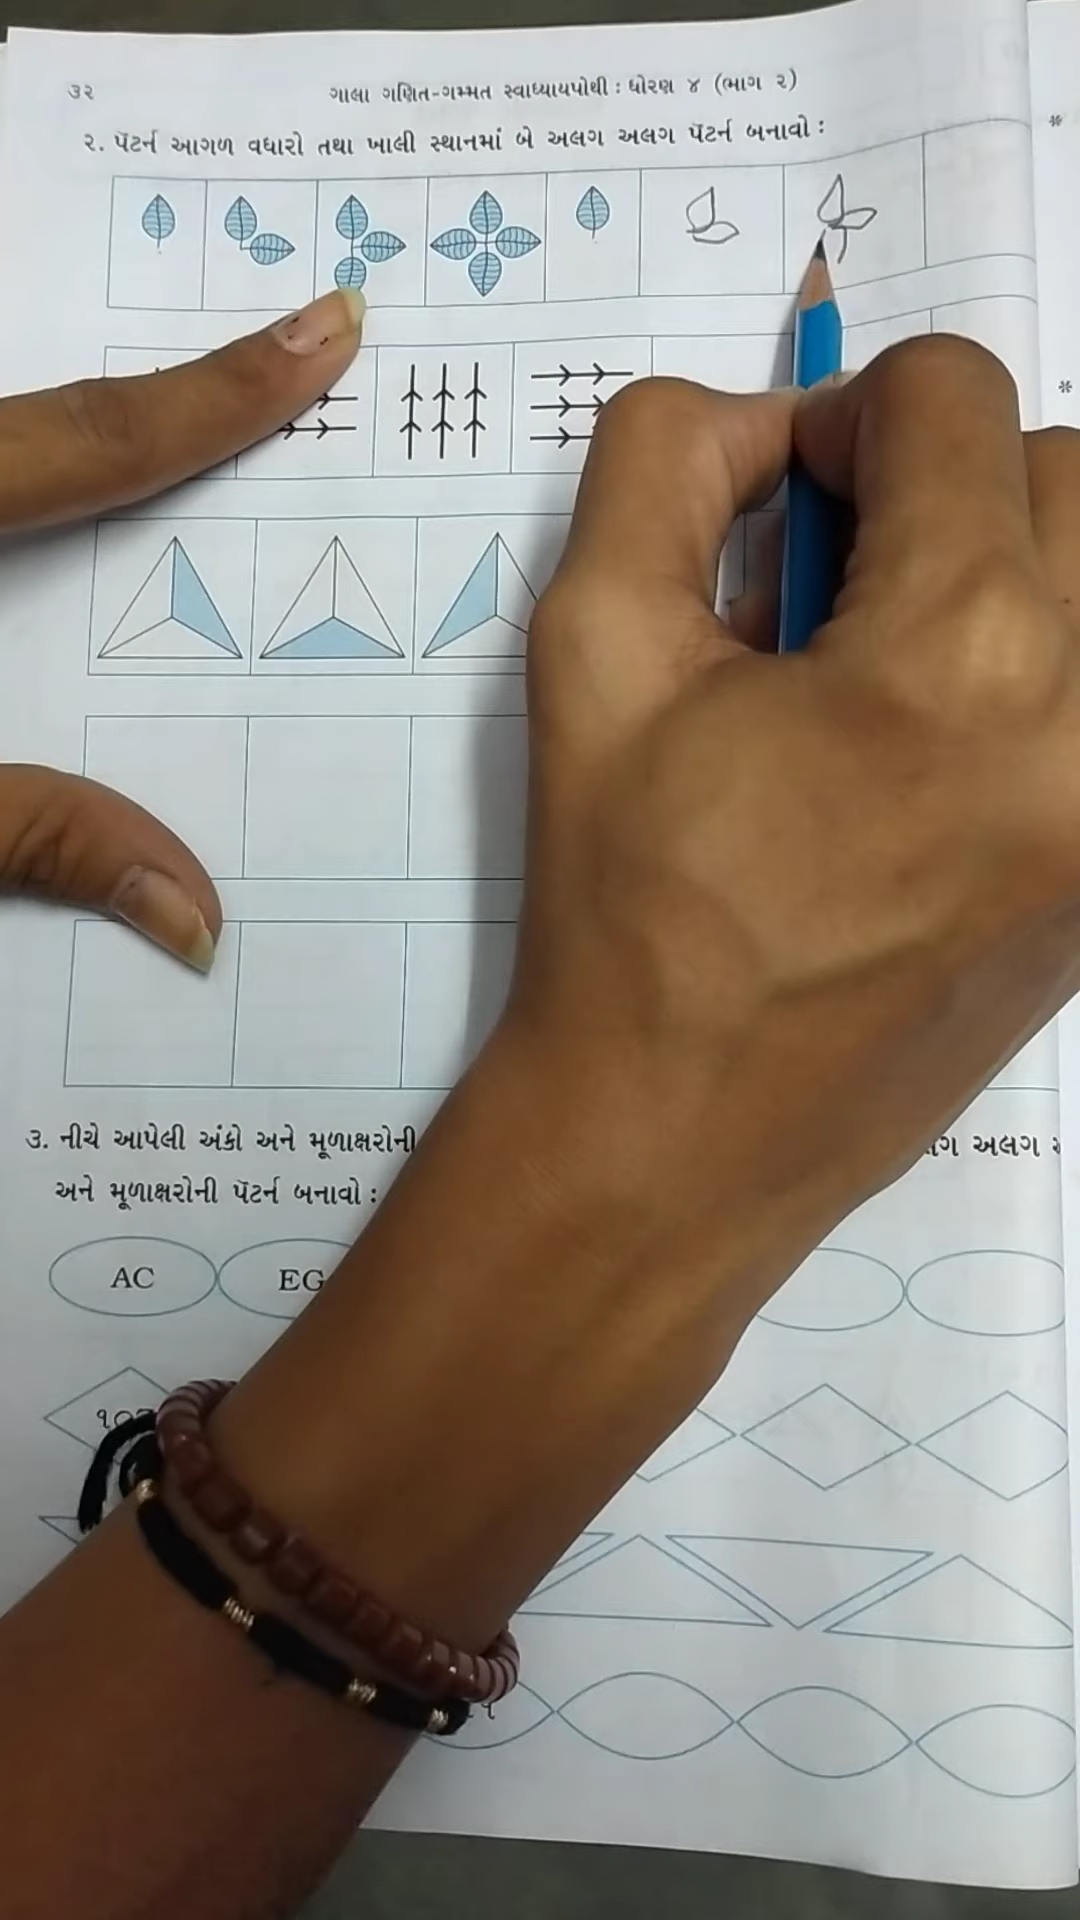 ૩૨
ગાલા ગણિત-ગમ્મત સ્વાધ્યાયપોથી : ધોરણ ૪ (ભાગ ૨)
૨. પૅટર્ન આગળ વધારો તથા ખાલી સ્થાનમાં બે અલગ અલગ પૅટર્ન બનાવો :
૩. નીચે આપેલી અંકો અને મૂળાક્ષરોની અલગ
અને મૂળાક્ષરોની પૅટર્ન બનાવો :
AC EG